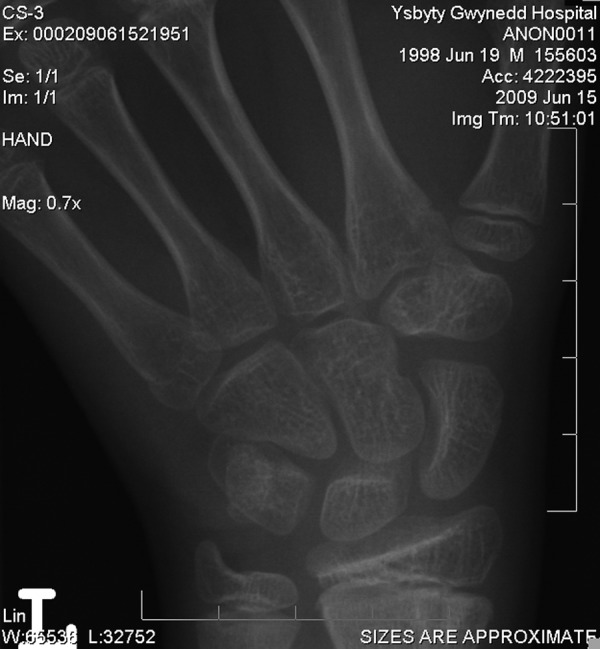 CS-3
Ex: 000209061521951
Se: 1/1
Im: 1/1
HAND
Mag: 0.7x
Ysbyty Gwynedd Hospital
ANON0011
1998 Jun 19 M 155603
Acc: 4222395
2009 Jun 15
Img Tm: 10:51:01
L
Lin
W:65536 L:32752
SIZES ARE APPROXIMATE